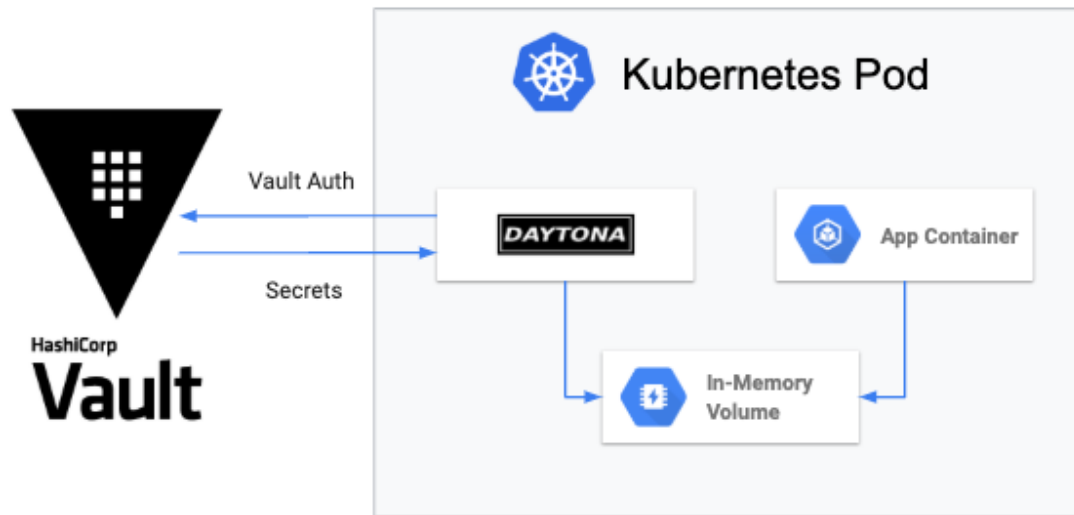 Kubernetes Pod
Vault Auth
DAYTONA
App Container
Secrets
HashiCorp
Vault
In-Memory
Volume